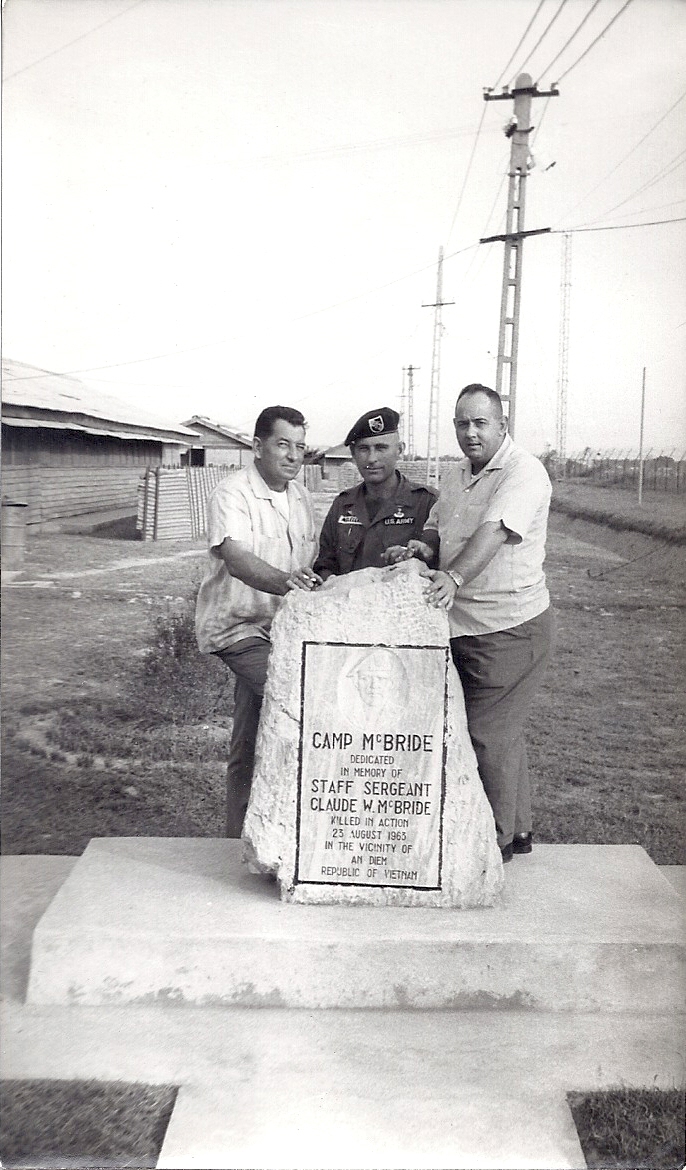 U.S. ARMY
CAMP McBRIDE
DEDICATED
IN MEMORY OF
STAFF SERGEANT
CLAUDE W. McBRIDE
KILLED IN ACTION
23 AUGUST 1963
IN THE VICINITY OF
AN DIEM
REPUBLIC OF VIETNAM